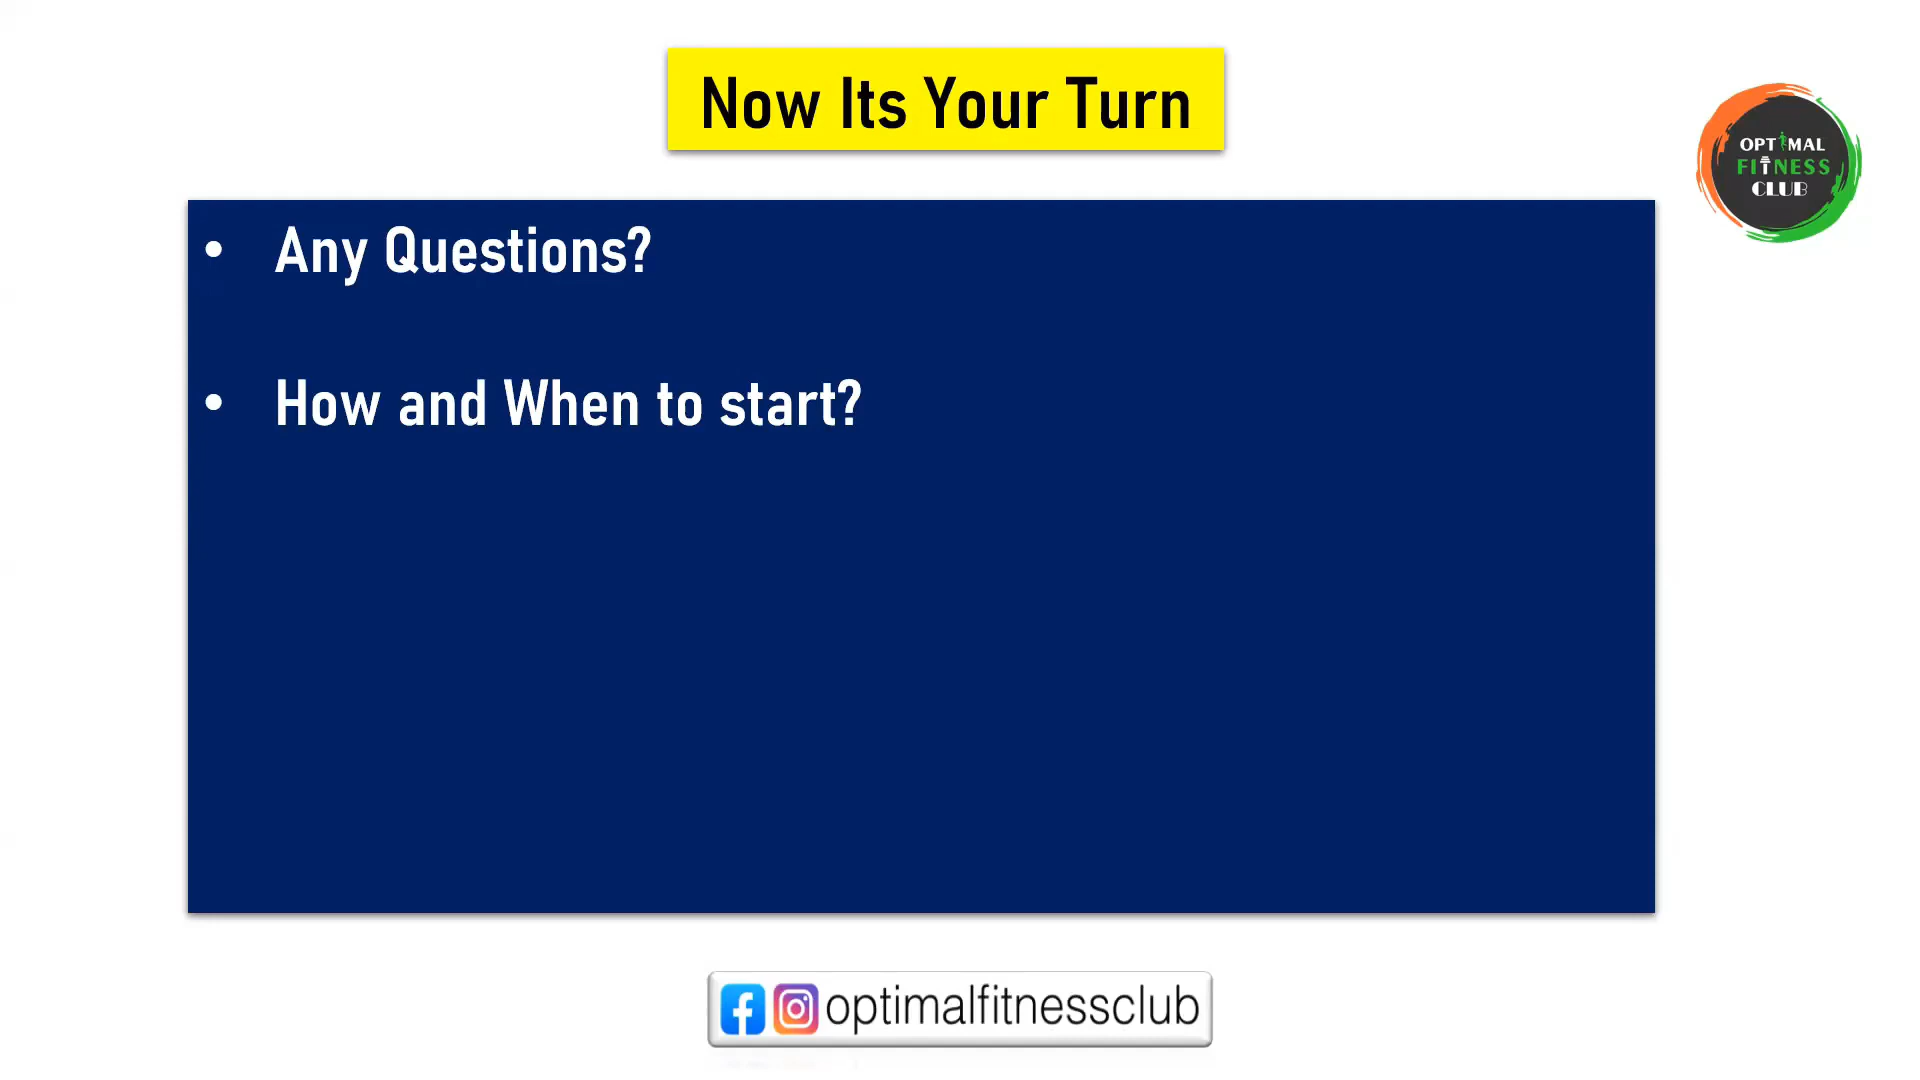 Now Its Your Turn
OPTIMAL
FITNESS
CLUB
• Any Questions?
• How and When to start?
optimalfitnessclub